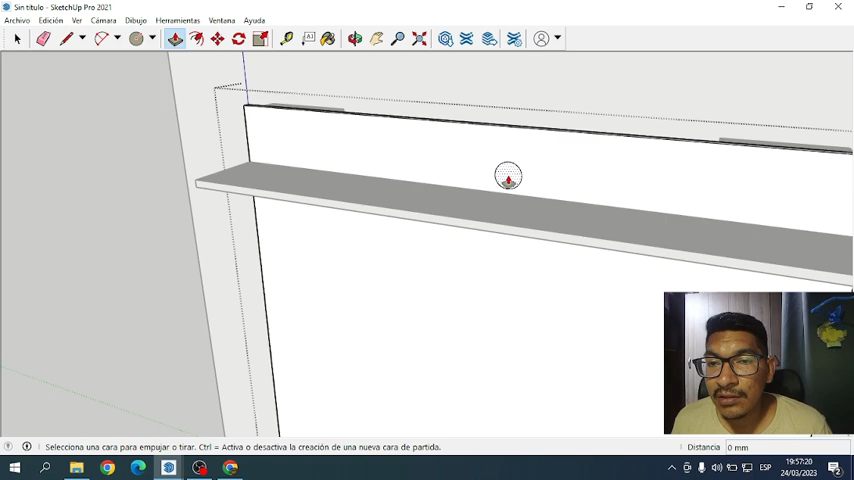 Sin título - SketchUp Pro 2021
Archivo Edición Ver Cámara Dibujo Herramientas Ventana Ayuda
A1
Selecciona una cara para empujar o tirar. Ctrl = Activa o desactiva la creación de una nueva cara de partida.
Distancia 0 mm
ESP
19:57:20
24/03/2023
2